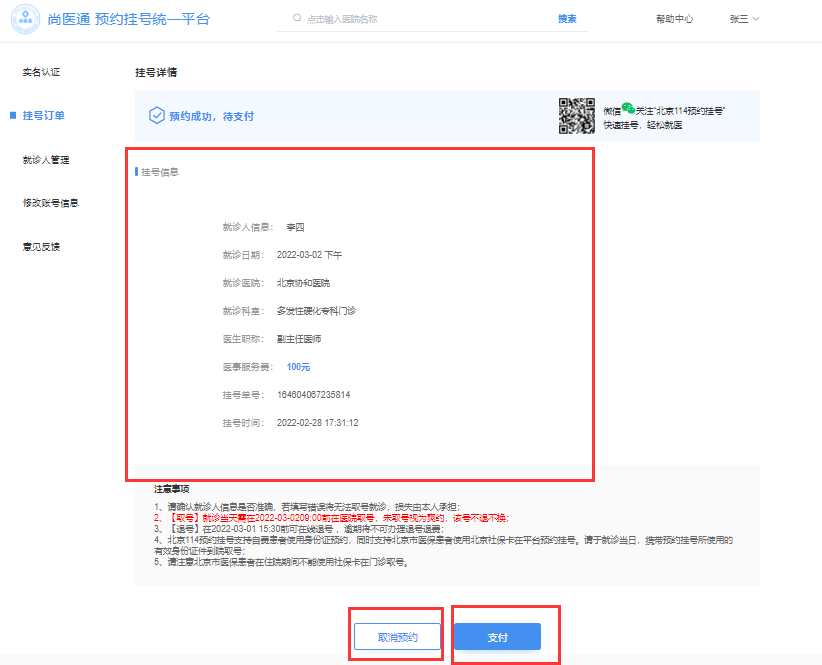 尚医通 预约挂号统一平台
点击输入医院名称
搜索
帮助中心
张三
实名认证
挂号订单
就诊人管理
修改账号信息
意见反馈
挂号详情
预约成功，待支付
微信关注"北京114预约挂号"
快速挂号，轻松就医
挂号信息
就诊人信息： 李四
就诊日期： 2022-03-02 下午
就诊医院： 北京协和医院
就诊科室： 多发性硬化专科门诊
医生职称： 副主任医师
医事服务费： 100元
挂号单号： 164604067235814
挂号时间： 2022-02-28 17:31:12
注意事项
1、请确认就诊人信息是否准确，若填写错误将无法取号就诊，损失由本人承担；
2、【取号】就诊当天需在2022-03-0209:00前在医院取号，未取号视为爽约，该号不退不换；
3、【退号】在2022-03-01 15:30前可在线退号 ，逾期将不可办理退号退费；
4、北京114预约挂号支持自费患者使用身份证预约，同时支持北京市医保患者使用北京社保卡在平台预约挂号。请于就诊当日，携带预约挂号所使用的
有效身份证件到院取号；
5、请注意北京市医保患者在住院期间不能使用社保卡在门诊取号。
取消预约
支付